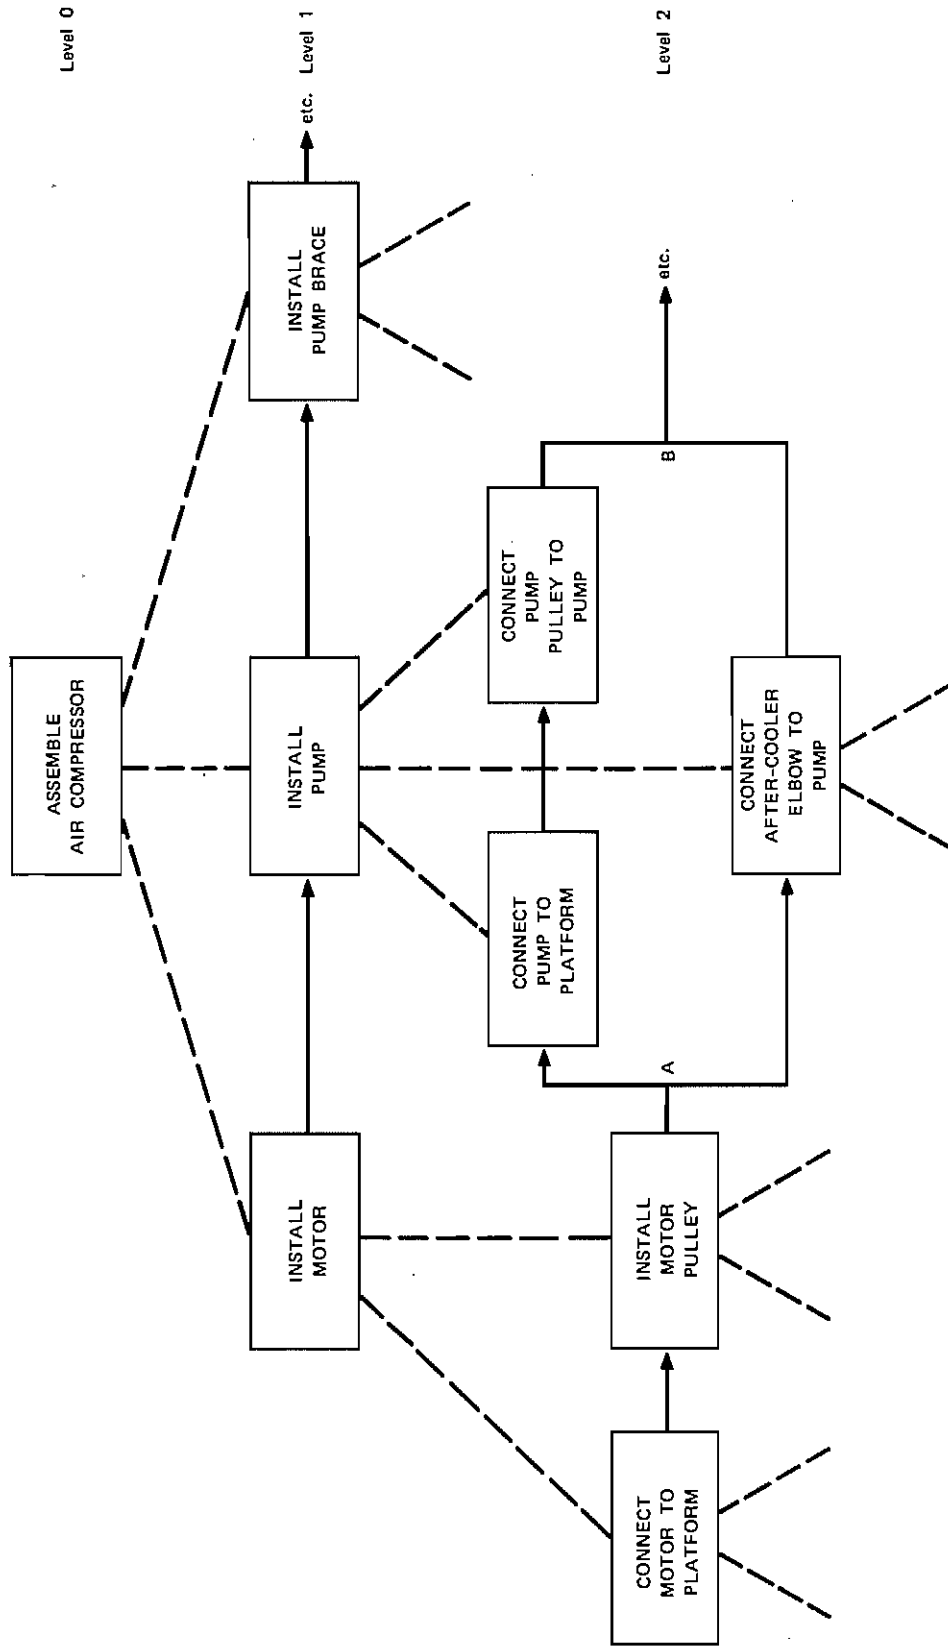 Level 0
ASSEMBLE
AIR COMPRESSOR
Level 1
INSTALL
MOTOR
INSTALL
PUMP
INSTALL
PUMP BRACE
etc.
Level 2
CONNECT
MOTOR TO
PLATFORM
INSTALL
MOTOR
PULLEY
A
CONNECT
PUMP TO
PLATFORM
CONNECT
PUMP
PULLEY TO
PUMP
CONNECT
AFTER-COOLER
ELBOW TO
PUMP
B
etc.